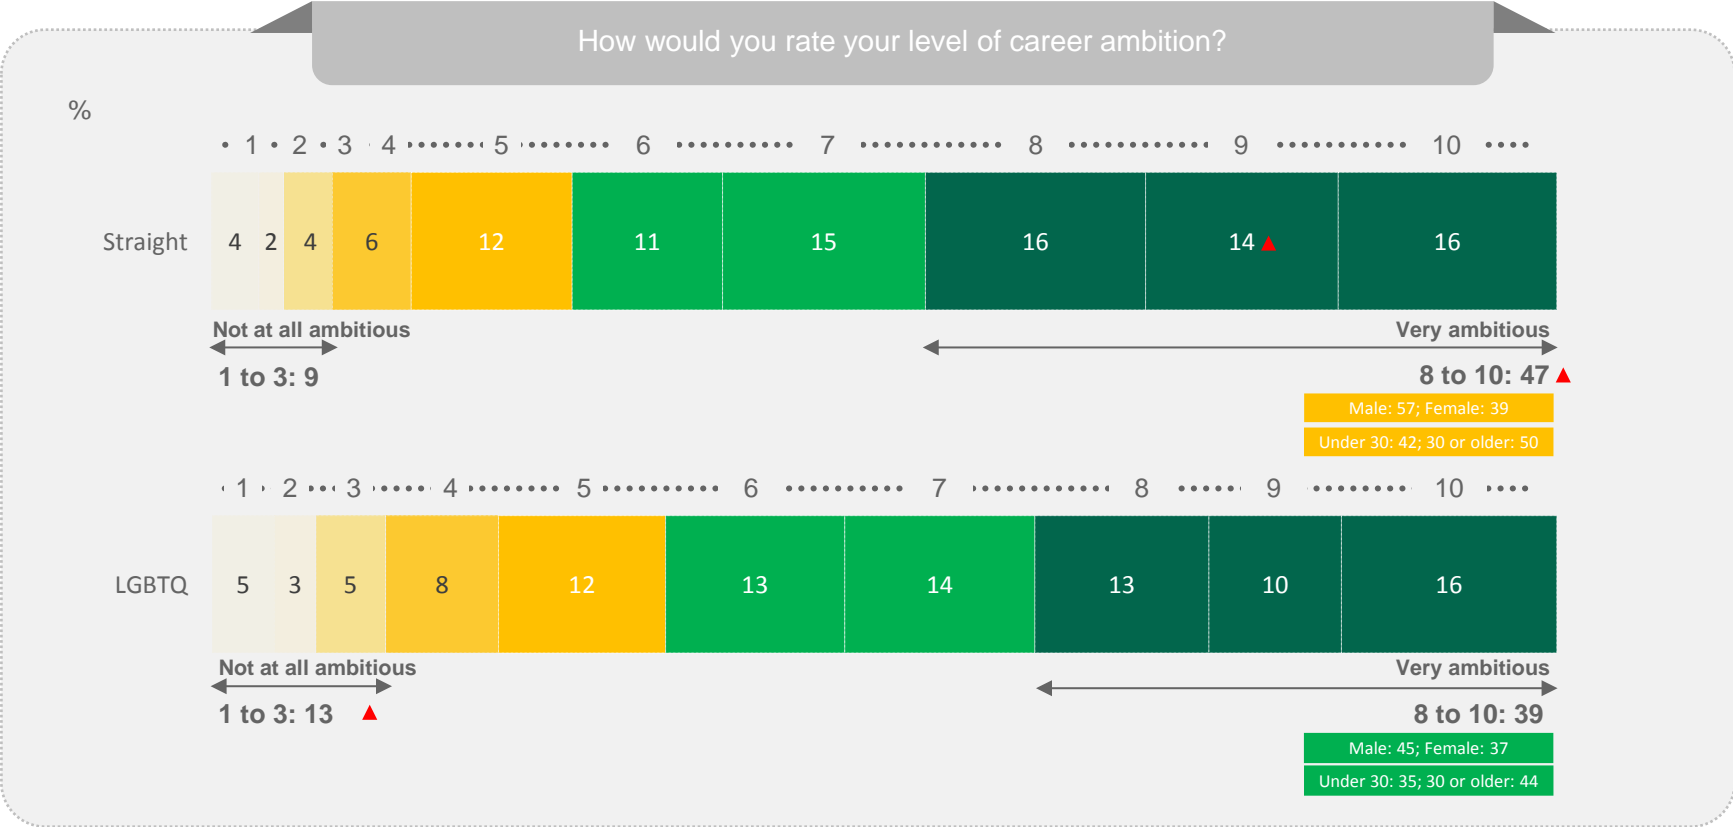 How would you rate your level of career ambition?
%
1 2 3 4 5 6 7 8 9 10
Straight 4 2 4 6 12 11 15 16 14 16
Not at all ambitious Very ambitious
1 to 3: 9 8 to 10: 47
Male: 57; Female: 39
Under 30: 42; 30 or older: 50
1 2 3 4 5 6 7 8 9 10
LGBTQ 5 3 5 8 12 13 14 13 10 16
Not at all ambitious Very ambitious
1 to 3: 13 8 to 10: 39
Male: 45; Female: 37
Under 30: 35; 30 or older: 44